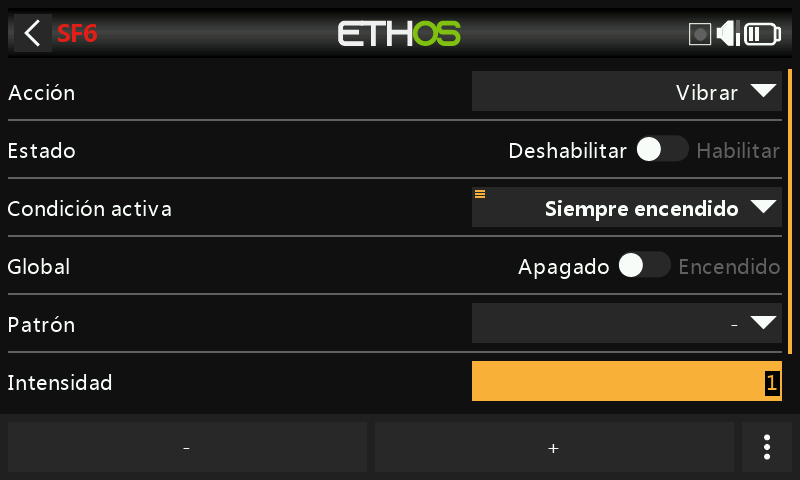 SF6 ETHOS
Acción Vibrar
Estado Deshabilitar Habilitar
Condición activa Siempre encendido
Global Apagado Encendido
Patrón -
Intensidad 1
- +